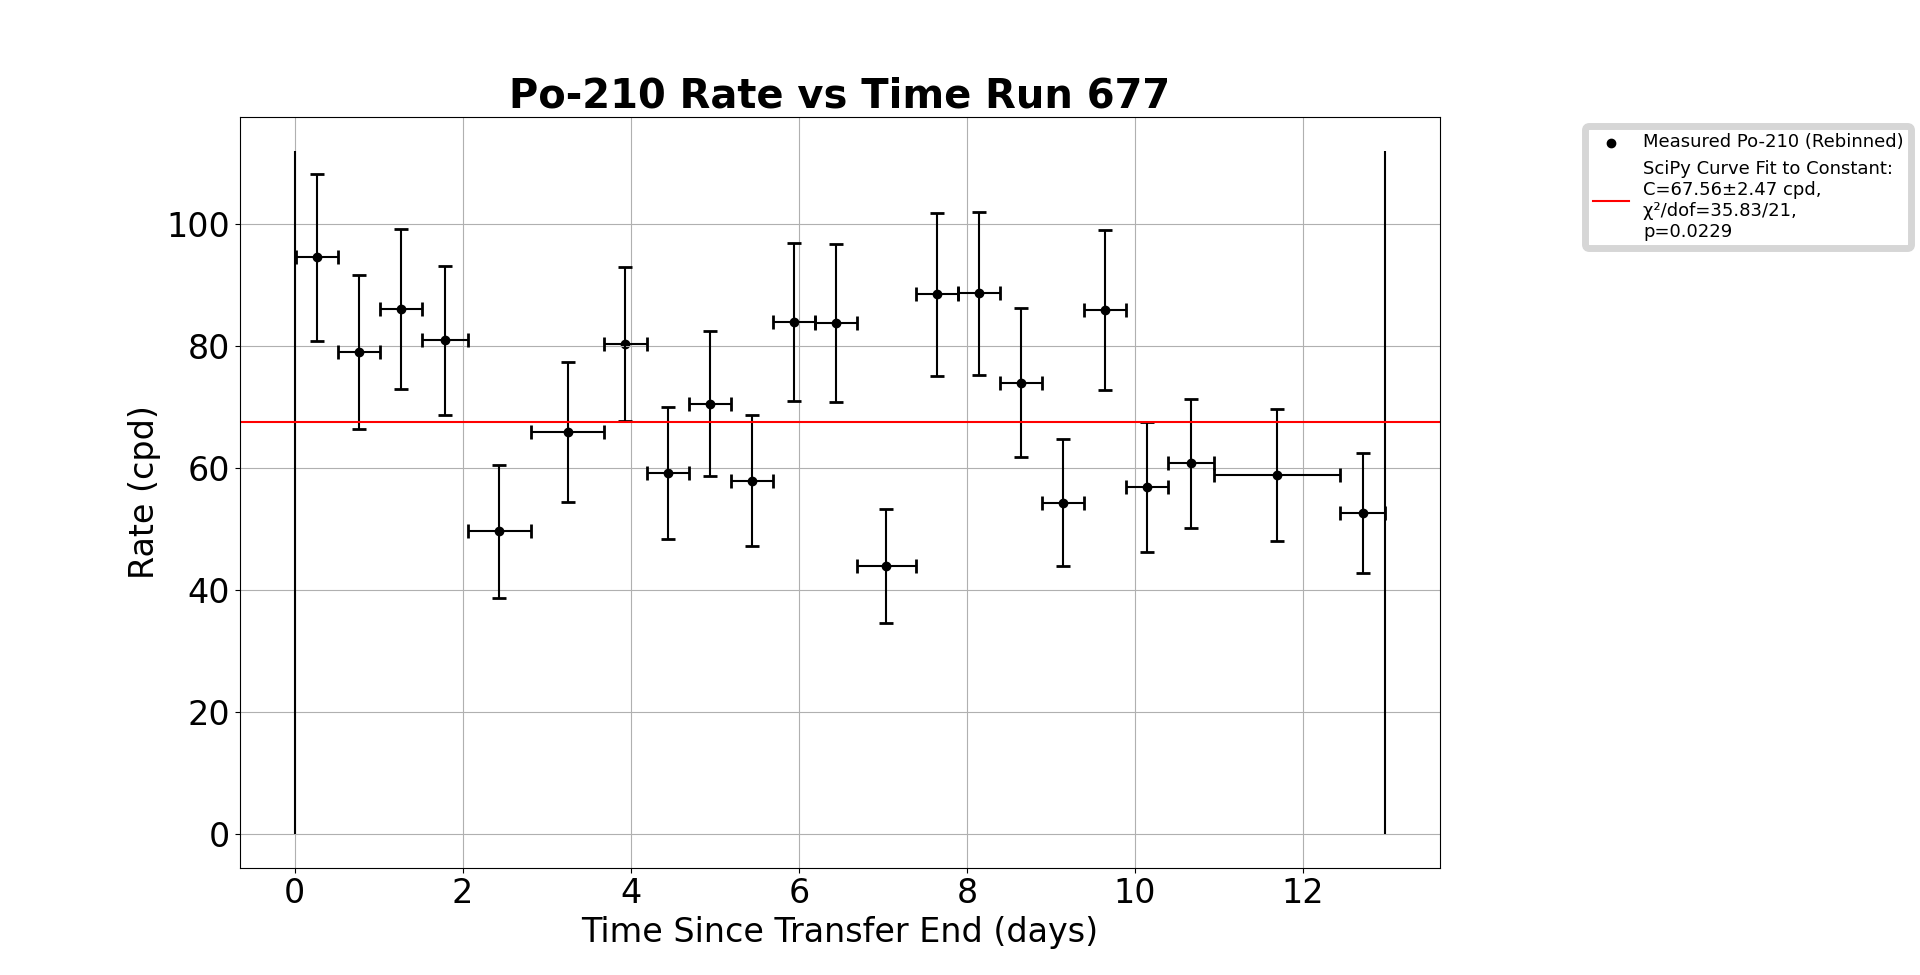 Po-210 Rate vs Time Run 677
Measured Po-210 (Rebinned)
SciPy Curve Fit to Constant:
C=67.56±2.47 cpd,
χ²/dof=35.83/21,
p=0.0229
Rate (cpd)
100
80
60
40
20
0
0 2 4 6 8 10 12
Time Since Transfer End (days)